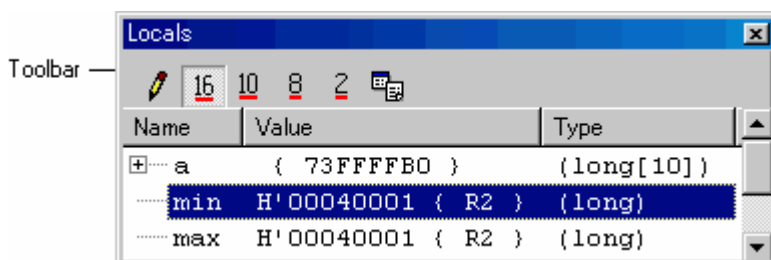 Locals
Toolbar
16 10 8 2
Name Value Type
a { 73FFFFB0 } (long[10])
min H'00040001 { R2 } (long)
max H'00040001 { R2 } (long)